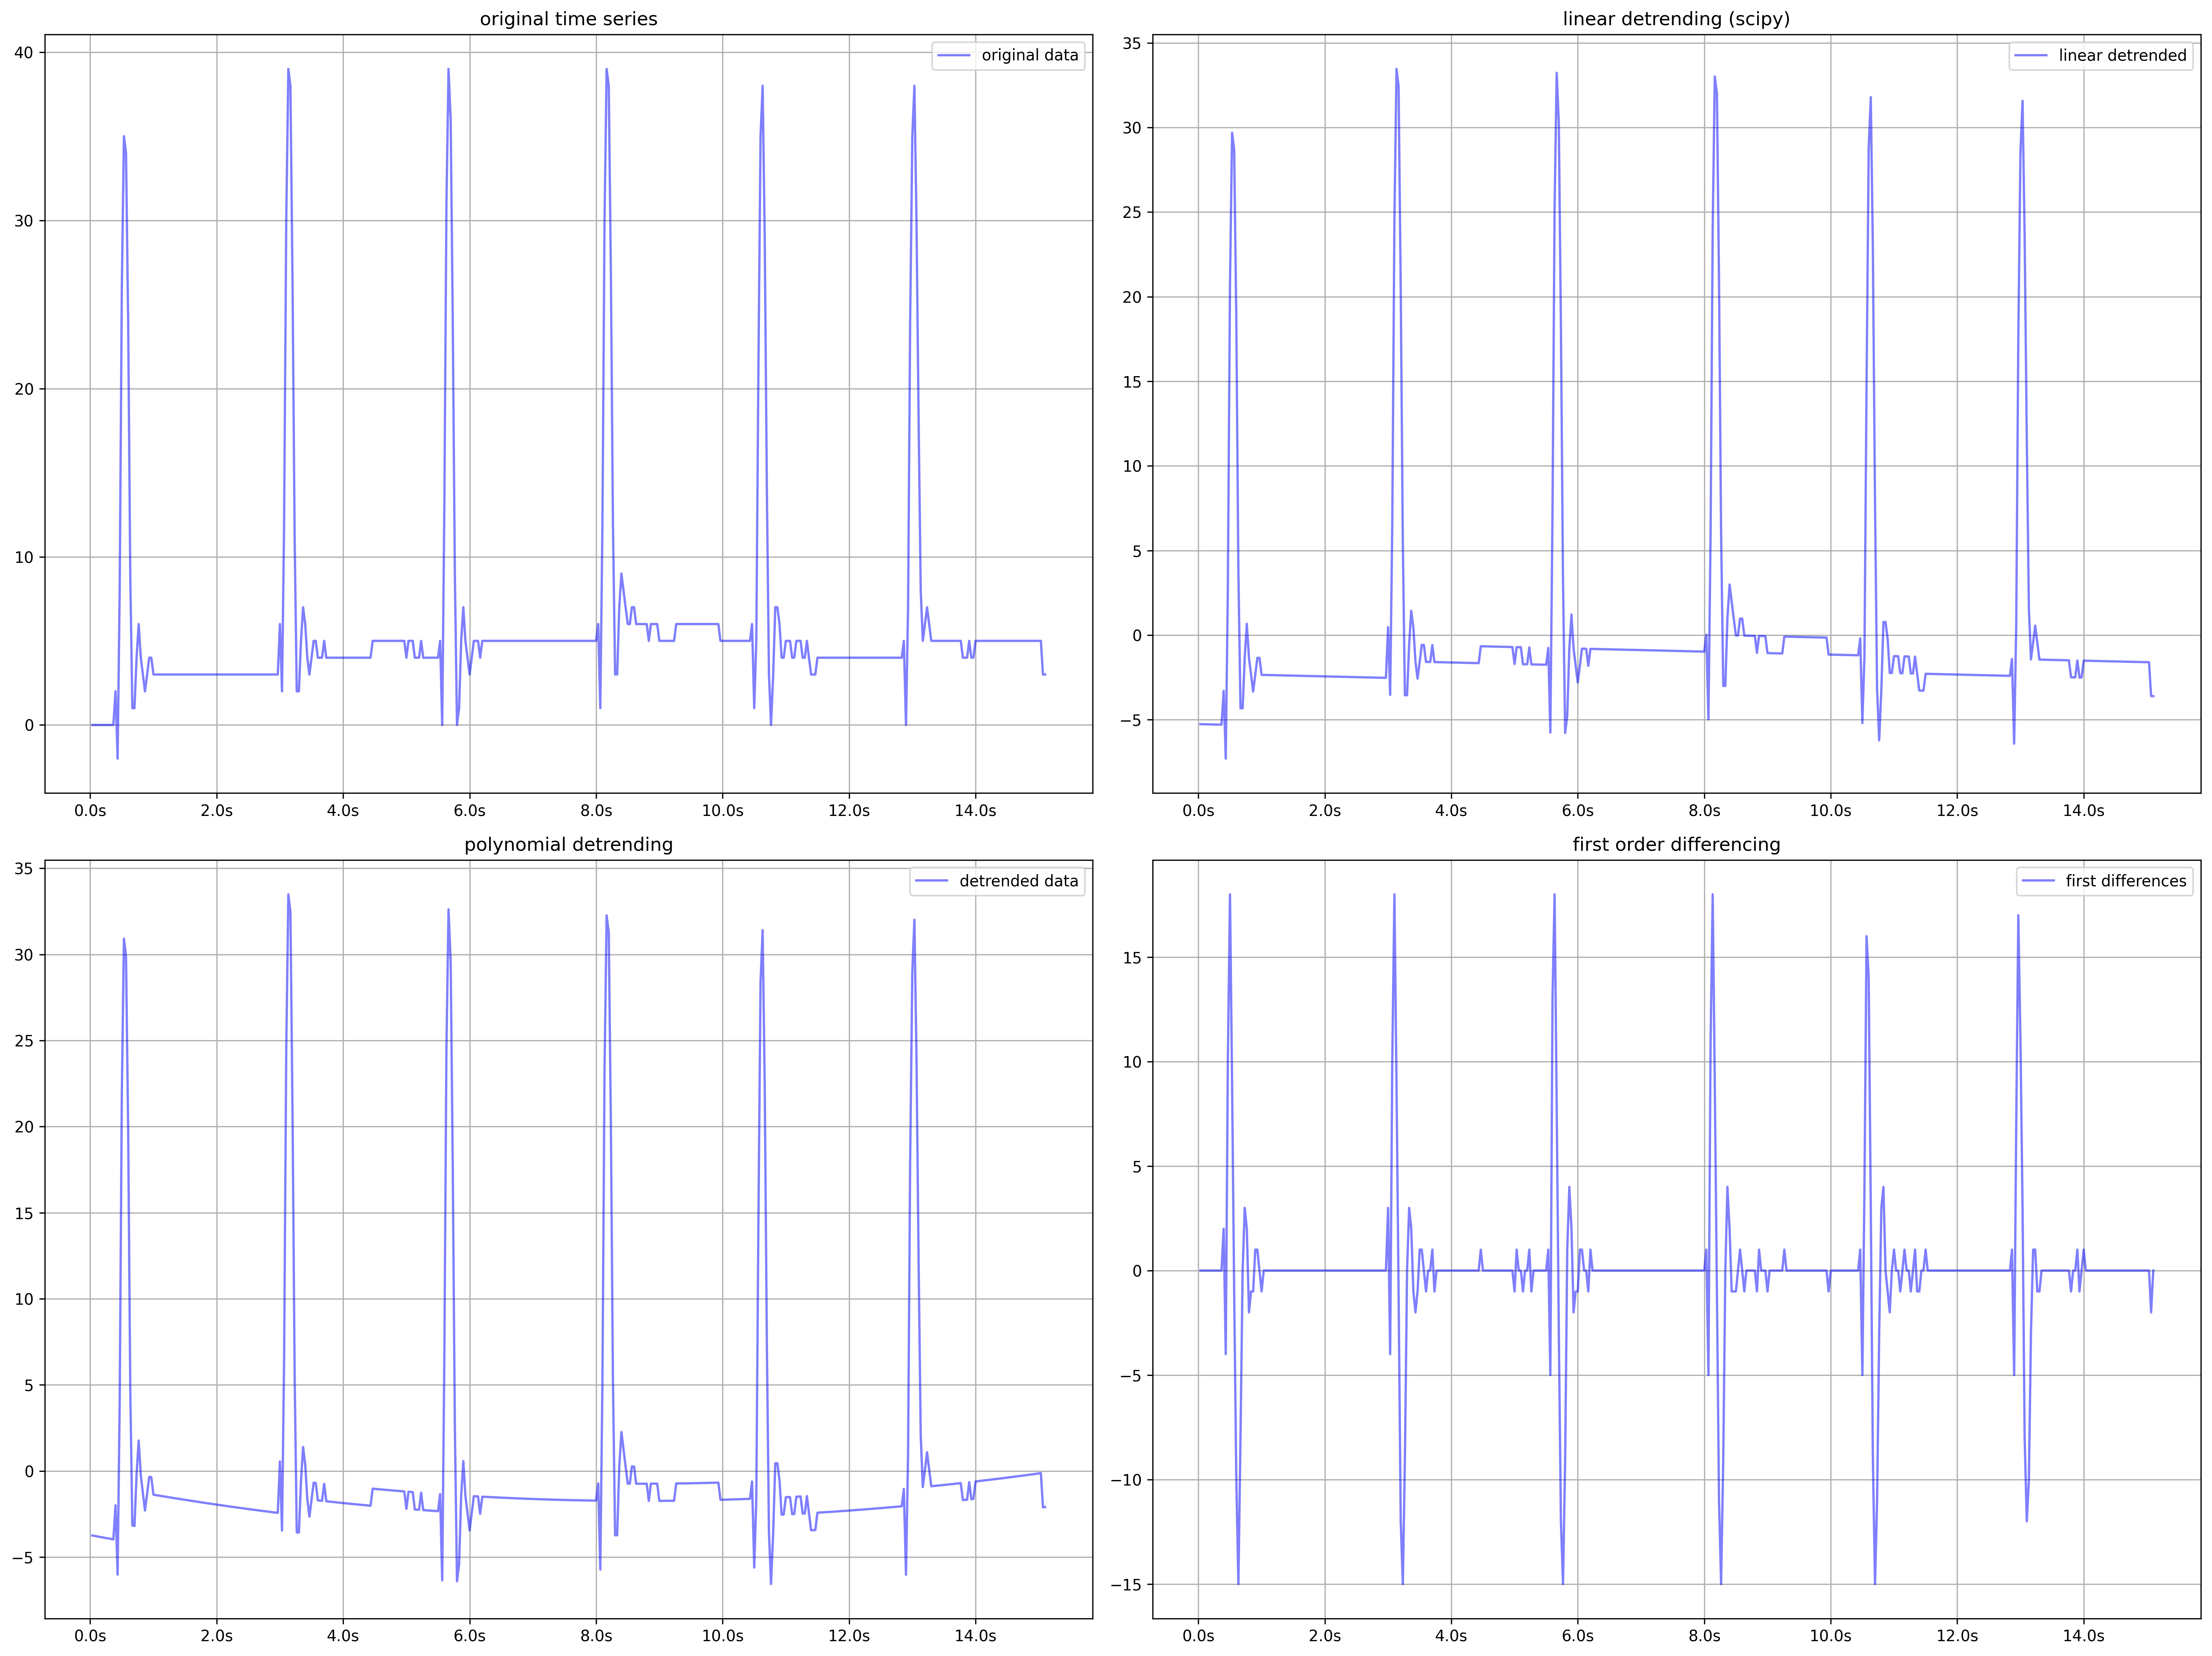 original time series
original data
40
30
20
10
0
0.0s 2.0s 4.0s 6.0s 8.0s 10.0s 12.0s 14.0s
linear detrending (scipy)
linear detrended
35
30
25
20
15
10
5
0
−5
0.0s 2.0s 4.0s 6.0s 8.0s 10.0s 12.0s 14.0s
polynomial detrending
detrended data
35
30
25
20
15
10
5
0
−5
0.0s 2.0s 4.0s 6.0s 8.0s 10.0s 12.0s 14.0s
first order differencing
first differences
15
10
5
0
−5
−10
−15
0.0s 2.0s 4.0s 6.0s 8.0s 10.0s 12.0s 14.0s